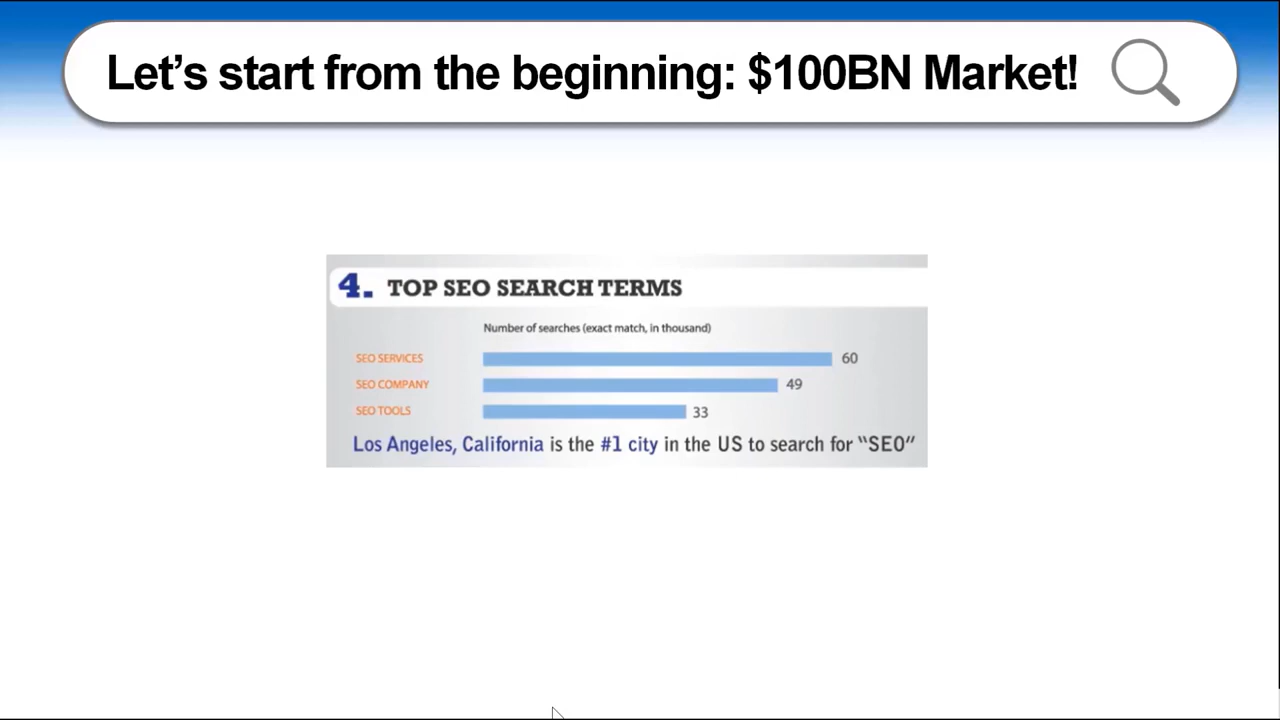 Let's start from the beginning: $100BN Market!
4. TOP SEO SEARCH TERMS
Number of searches (exact match, in thousand)
SEO SERVICES 60
SEO COMPANY 49
SEO TOOLS 33
Los Angeles, California is the #1 city in the US to search for "SEO"